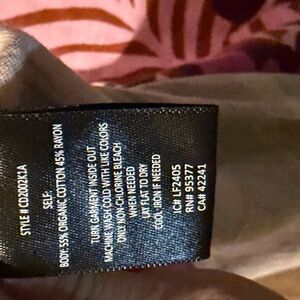 STYLE # CD2002X.1A
SELF:
BODY: 55% ORGANIC COTTON 45% RAYON
TURN GARMENT INSIDE OUT
MACHINE WASH COLD WITH LIKE COLORS
ONLY NON-CHLORINE BLEACH
WHEN NEEDED
LAY FLAT TO DRY
COOL IRON IF NEEDED
IC# LF2405
RN# 95377
CA# 42241